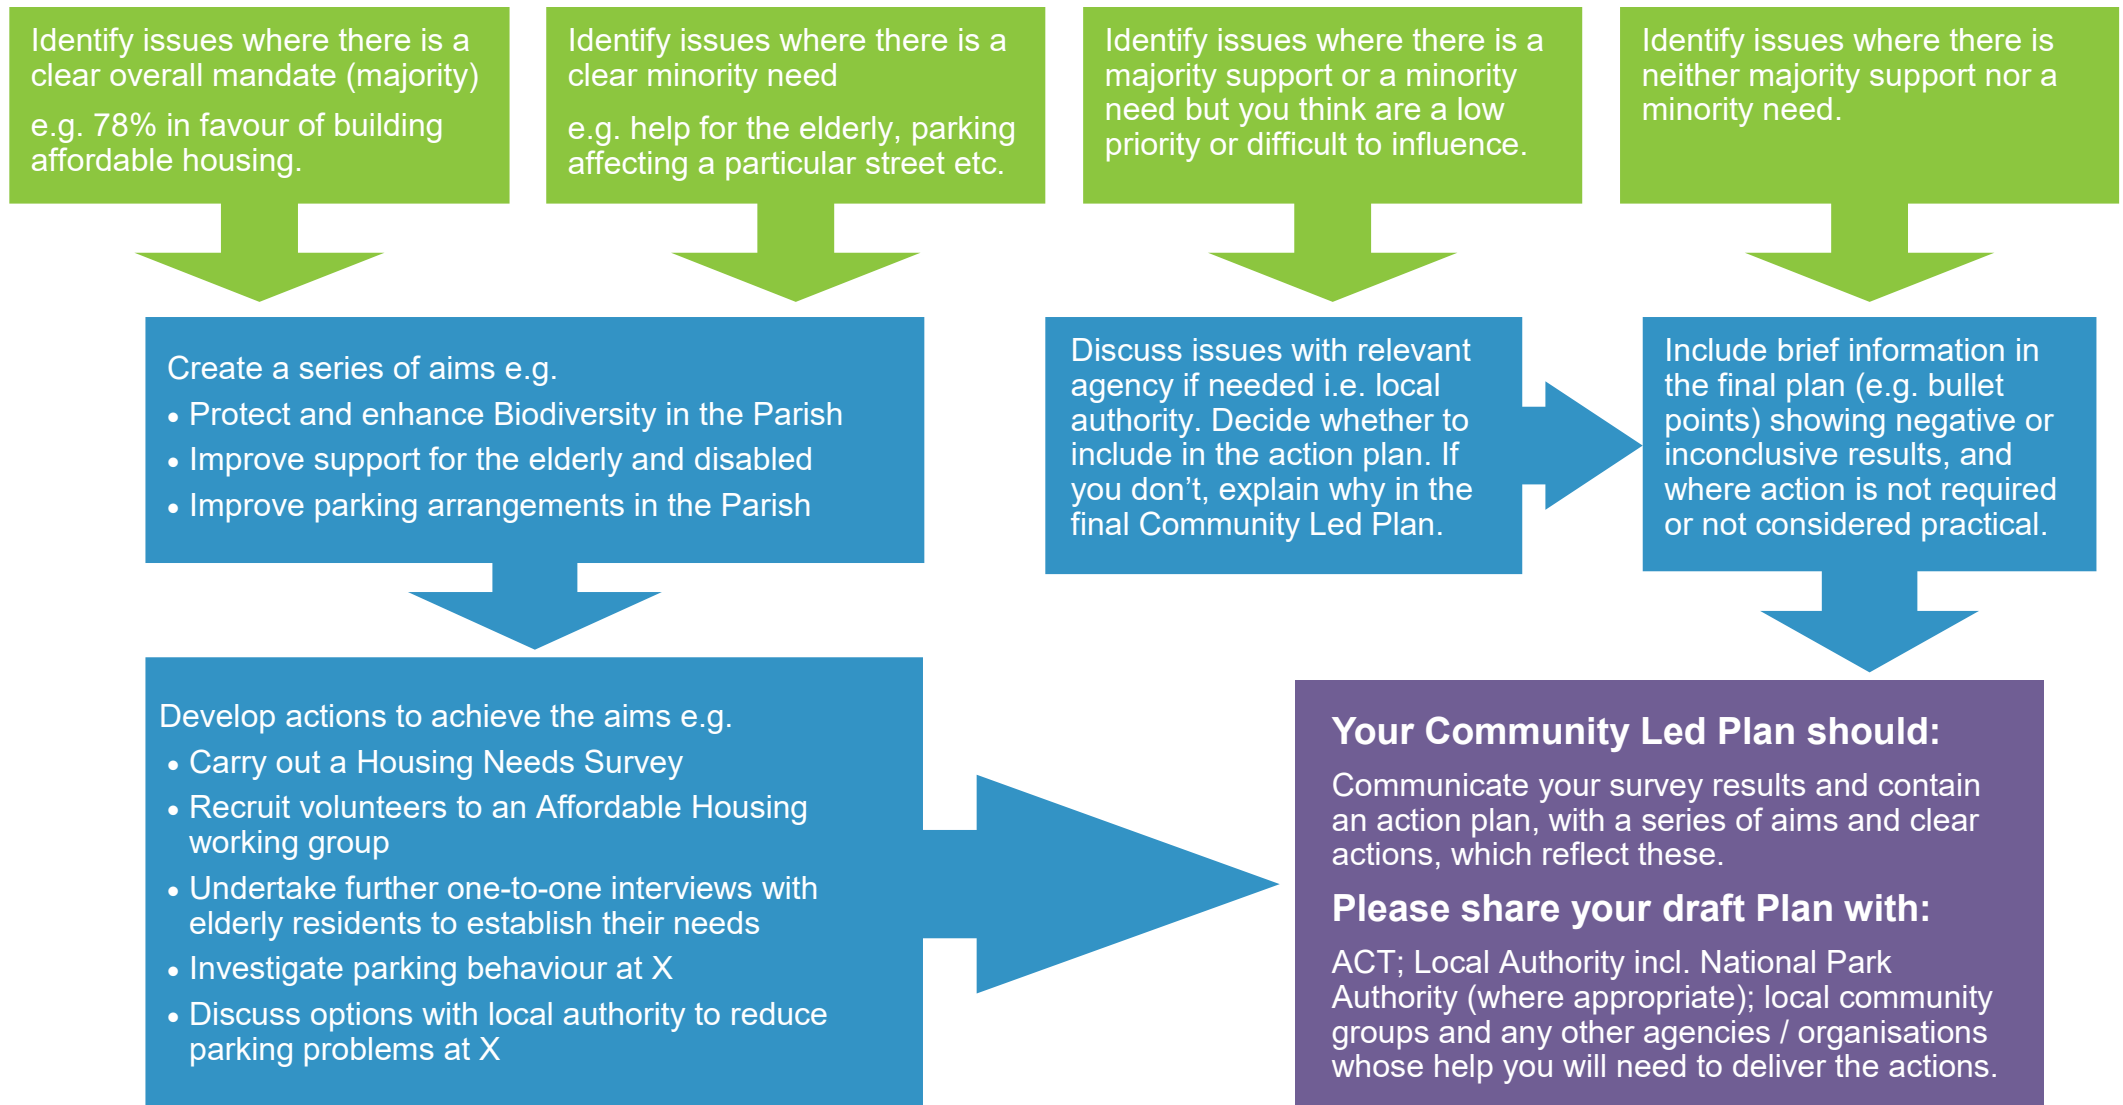 Identify issues where there is a
clear overall mandate (majority)
e.g. 78% in favour of building
affordable housing.
Identify issues where there is a
clear minority need
e.g. help for the elderly, parking
affecting a particular street etc.
Identify issues where there is a
majority support or a minority
need but you think are a low
priority or difficult to influence.
Identify issues where there is
neither majority support nor a
minority need.
Create a series of aims e.g.
• Protect and enhance Biodiversity in the Parish
• Improve support for the elderly and disabled
• Improve parking arrangements in the Parish
Discuss issues with relevant
agency if needed i.e. local
authority. Decide whether to
include in the action plan. If
you don’t, explain why in the
final Community Led Plan.
Include brief information in
the final plan (e.g. bullet
points) showing negative or
inconclusive results, and
where action is not required
or not considered practical.
Develop actions to achieve the aims e.g.
• Carry out a Housing Needs Survey
• Recruit volunteers to an Affordable Housing
working group
• Undertake further one-to-one interviews with
elderly residents to establish their needs
• Investigate parking behaviour at X
• Discuss options with local authority to reduce
parking problems at X
Your Community Led Plan should:
Communicate your survey results and contain
an action plan, with a series of aims and clear
actions, which reflect these.
Please share your draft Plan with:
ACT; Local Authority incl. National Park
Authority (where appropriate); local community
groups and any other agencies / organisations
whose help you will need to deliver the actions.